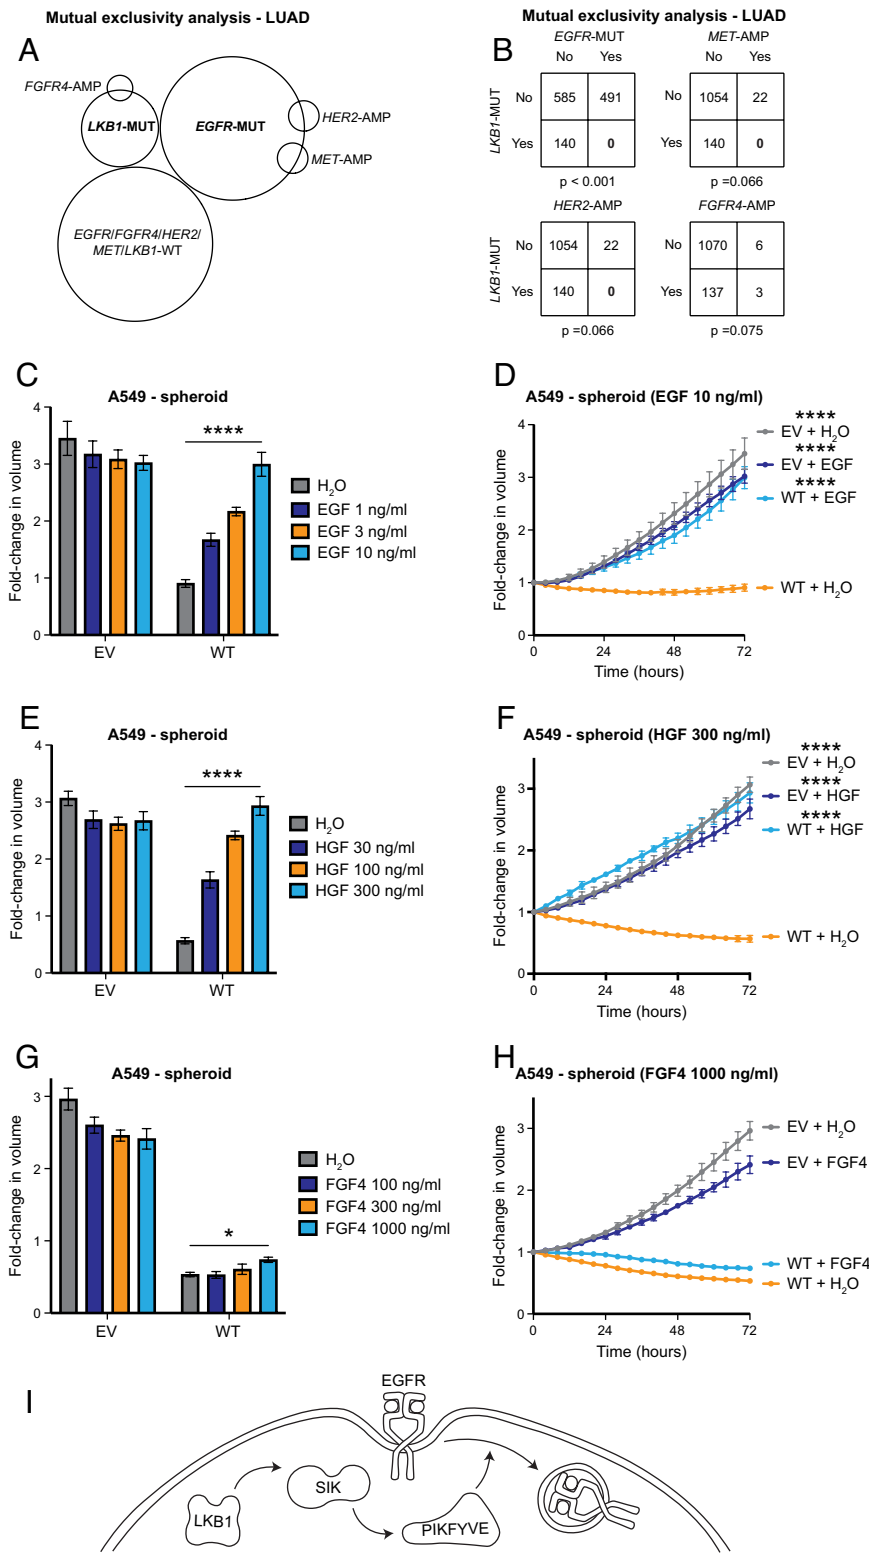 Mutual exclusivity analysis - LUAD
A
FGFR4-AMP
LKB1-MUT
EGFR-MUT
HER2-AMP
MET-AMP
EGFR/FGFR4/HER2/
MET/LKB1-WT
Mutual exclusivity analysis - LUAD
B
EGFR-MUT
No Yes
LKB1-MUT
No 585 491
Yes 140 0
p < 0.001
MET-AMP
No Yes
No 1054 22
Yes 140 0
p =0.066
HER2-AMP
LKB1-MUT
No 1054 22
Yes 140 0
p =0.066
FGFR4-AMP
No 1070 6
Yes 137 3
p =0.075
C
A549 - spheroid
Fold-change in volume
4
3
2
1
0
****
EV WT
H2O
EGF 1 ng/ml
EGF 3 ng/ml
EGF 10 ng/ml
D
A549 - spheroid (EGF 10 ng/ml)
Fold-change in volume
4
3
2
1
0
0 24 48 72
Time (hours)
****
EV + H2O
****
EV + EGF
****
WT + EGF
WT + H2O
E
A549 - spheroid
Fold-change in volume
4
3
2
1
0
****
EV WT
H2O
HGF 30 ng/ml
HGF 100 ng/ml
HGF 300 ng/ml
F
A549 - spheroid (HGF 300 ng/ml)
Fold-change in volume
3
2
1
0
0 24 48 72
Time (hours)
****
EV + H2O
****
EV + HGF
****
WT + HGF
WT + H2O
G
A549 - spheroid
Fold-change in volume
3
2
1
0
*
EV WT
H2O
FGF4 100 ng/ml
FGF4 300 ng/ml
FGF4 1000 ng/ml
H
A549 - spheroid (FGF4 1000 ng/ml)
Fold-change in volume
3
2
1
0
0 24 48 72
Time (hours)
EV + H2O
EV + FGF4
WT + FGF4
WT + H2O
I
EGFR
LKB1
SIK
PIKFYVE